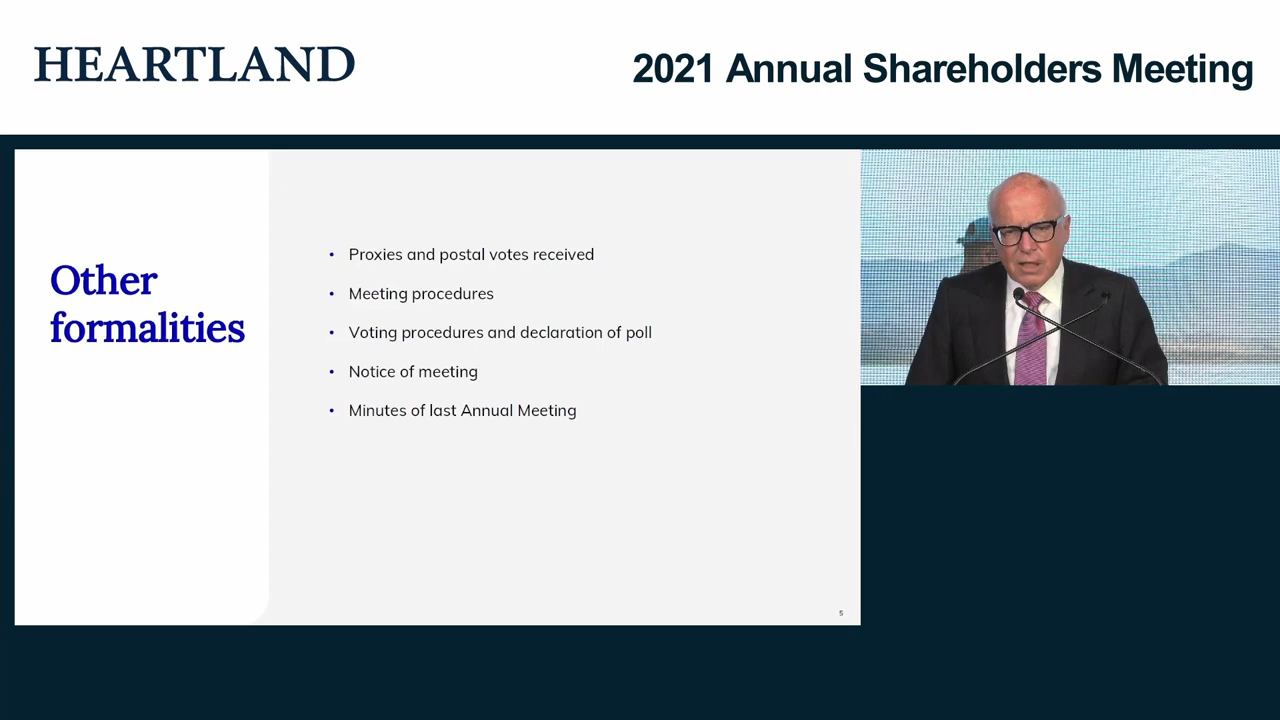 HEARTLAND
2021 Annual Shareholders Meeting
Other
formalities
• Proxies and postal votes received
• Meeting procedures
• Voting procedures and declaration of poll
• Notice of meeting
• Minutes of last Annual Meeting
5